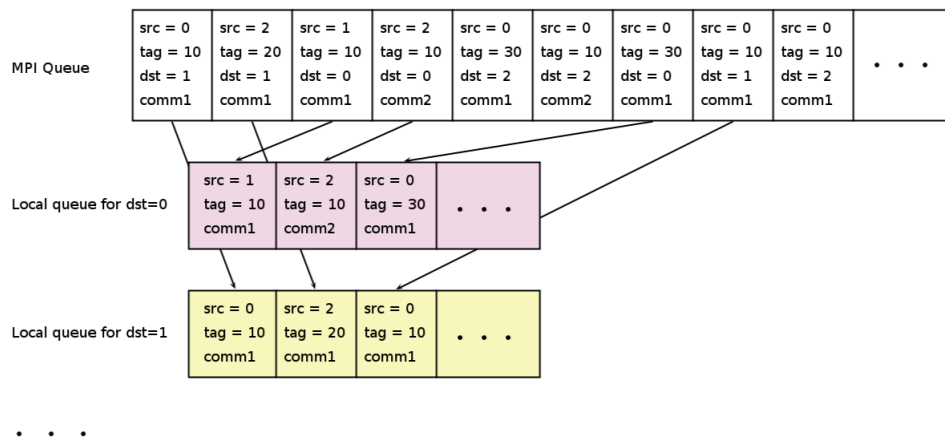 MPI Queue
src = 0
tag = 10
dst = 1
comm1
src = 2
tag = 20
dst = 1
comm1
src = 1
tag = 10
dst = 0
comm1
src = 2
tag = 10
dst = 0
comm2
src = 0
tag = 30
dst = 2
comm1
src = 0
tag = 10
dst = 2
comm2
src = 0
tag = 30
dst = 0
comm1
src = 0
tag = 10
dst = 1
comm1
src = 0
tag = 10
dst = 2
comm1
. . .
Local queue for dst=0
src = 1
tag = 10
comm1
src = 2
tag = 10
comm2
src = 0
tag = 30
comm1
. . .
Local queue for dst=1
src = 0
tag = 10
comm1
src = 2
tag = 20
comm1
src = 0
tag = 10
comm1
. . .
. . .